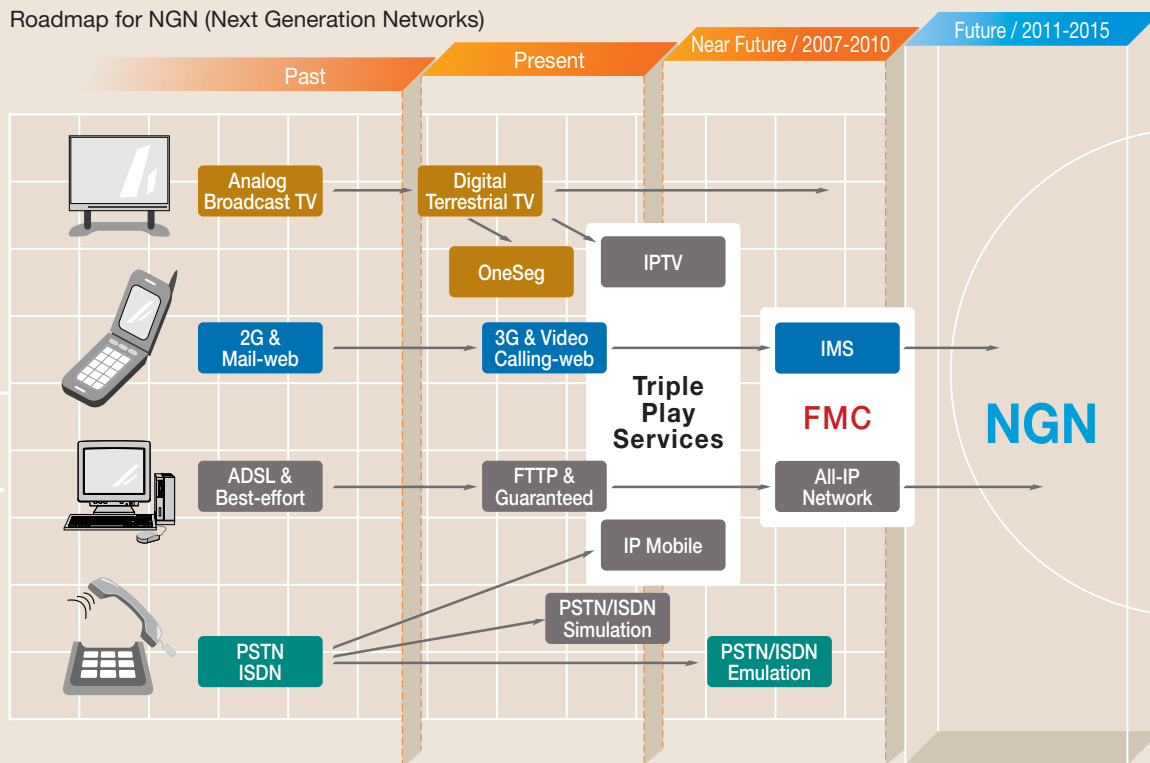 Roadmap for NGN (Next Generation Networks)
Past
Present
Near Future / 2007-2010
Future / 2011-2015
Analog
Broadcast TV
Digital
Terrestrial TV
OneSeg
IPTV
2G &
Mail-web
3G & Video
Calling-web
IMS
Triple
Play
Services
FMC
NGN
ADSL &
Best-effort
FTTP &
Guaranteed
All-IP
Network
IP Mobile
PSTN/ISDN
Simulation
PSTN
ISDN
PSTN/ISDN
Emulation